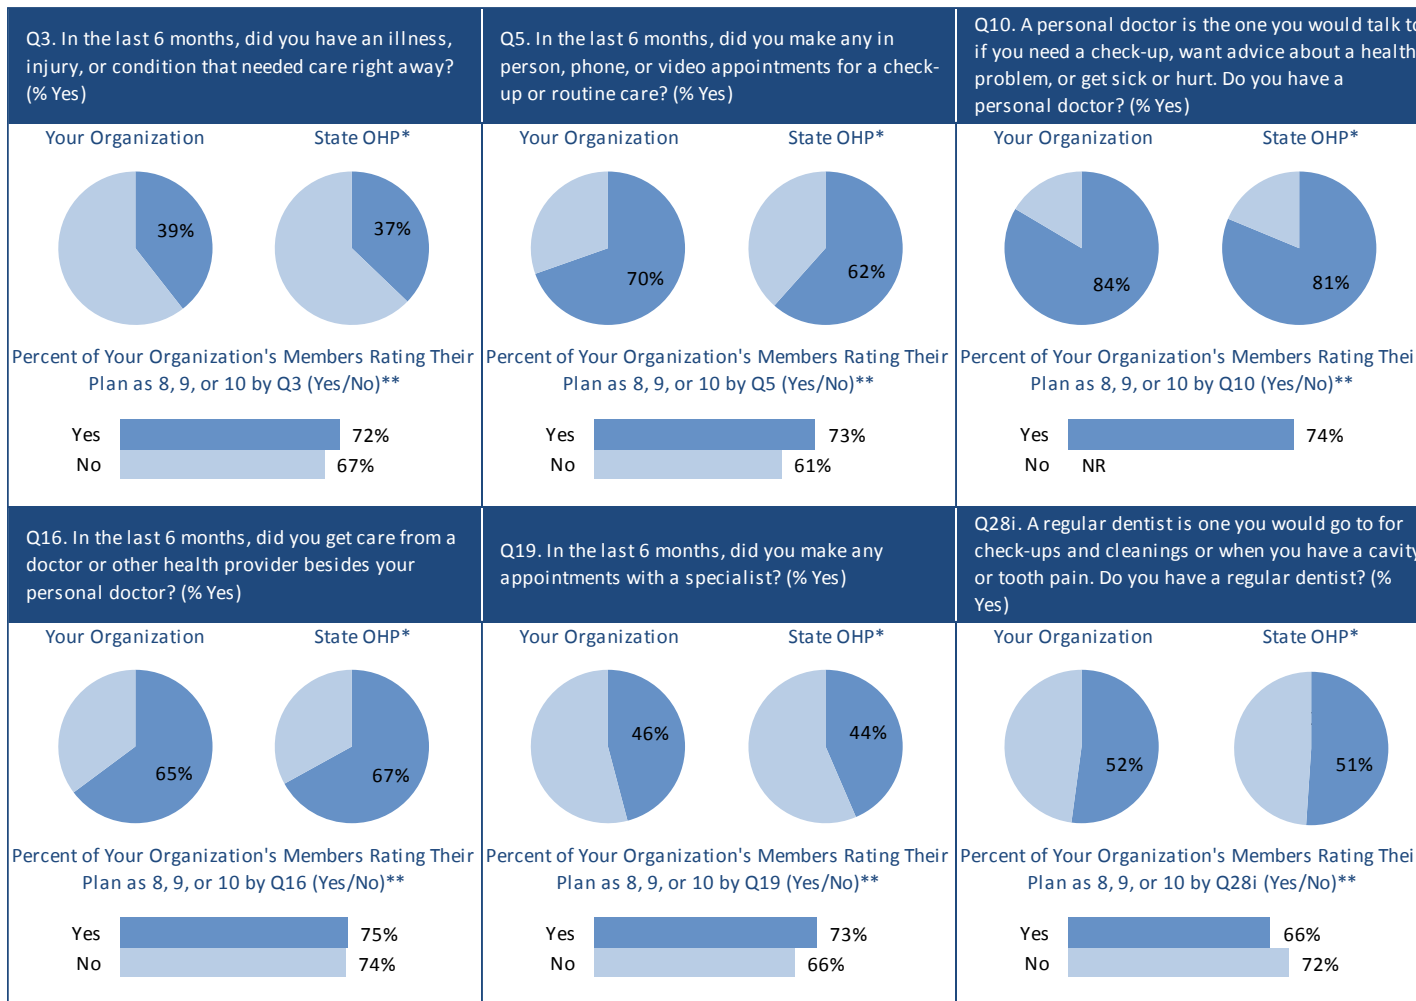 Q3. In the last 6 months, did you have an illness,
injury, or condition that needed care right away?
(% Yes)
Q5. In the last 6 months, did you make any in
person, phone, or video appointments for a check-
up or routine care? (% Yes)
Q10. A personal doctor is the one you would talk to
if you need a check-up, want advice about a health
problem, or get sick or hurt. Do you have a
personal doctor? (% Yes)
Your Organization
State OHP*
39%
37%
Percent of Your Organization's Members Rating Their
Plan as 8, 9, or 10 by Q3 (Yes/No)**
Yes 72%
No 67%
Your Organization
State OHP*
70%
62%
Percent of Your Organization's Members Rating Their
Plan as 8, 9, or 10 by Q5 (Yes/No)**
Yes 73%
No 61%
Your Organization
State OHP*
84%
81%
Percent of Your Organization's Members Rating Thei
Plan as 8, 9, or 10 by Q10 (Yes/No)**
Yes 74%
No NR
Q16. In the last 6 months, did you get care from a
doctor or other health provider besides your
personal doctor? (% Yes)
Q19. In the last 6 months, did you make any
appointments with a specialist? (% Yes)
Q28i. A regular dentist is one you would go to for
check-ups and cleanings or when you have a cavity
or tooth pain. Do you have a regular dentist? (%
Yes)
Your Organization
State OHP*
65%
67%
Percent of Your Organization's Members Rating Their
Plan as 8, 9, or 10 by Q16 (Yes/No)**
Yes 75%
No 74%
Your Organization
State OHP*
46%
44%
Percent of Your Organization's Members Rating Their
Plan as 8, 9, or 10 by Q19 (Yes/No)**
Yes 73%
No 66%
Your Organization
State OHP*
52%
51%
Percent of Your Organization's Members Rating Thei
Plan as 8, 9, or 10 by Q28i (Yes/No)**
Yes 66%
No 72%